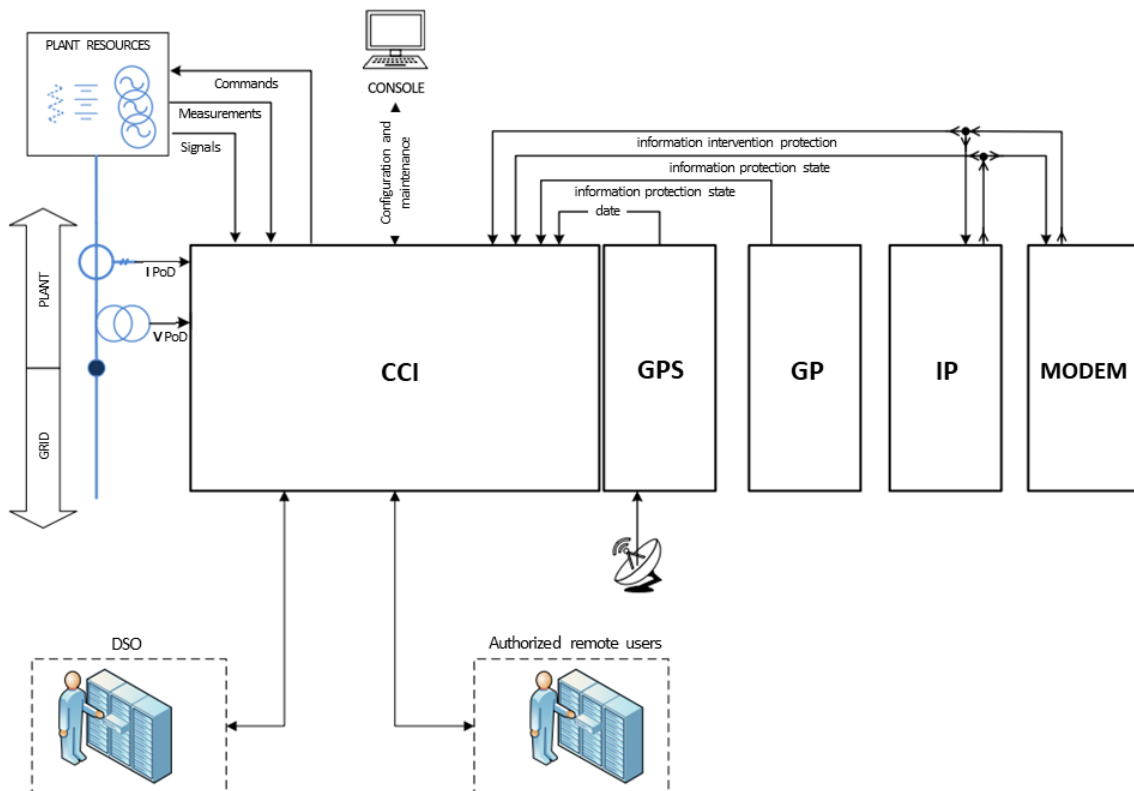 PLANT RESOURCES
Commands
Measurements
Signals
CONSOLE
Configuration and
maintenance
information intervention protection
information protection state
information protection state
date
PLANT
GRID
I PoD
V PoD
CCI
GPS
GP
IP
MODEM
DSO
Authorized remote users